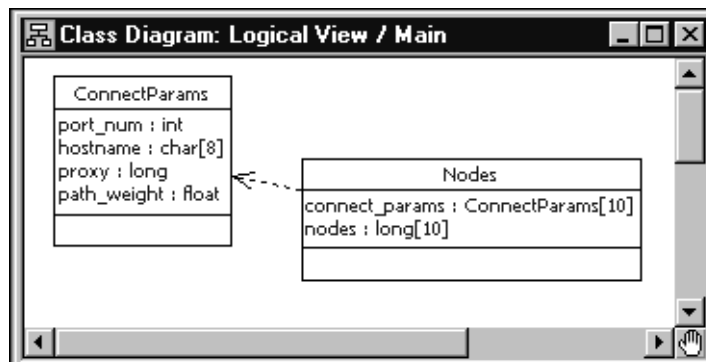 Class Diagram: Logical View / Main
ConnectParams
port_num : int
hostname : char[8]
proxy : long
path_weight : float
Nodes
connect_params : ConnectParams[10]
nodes : long[10]